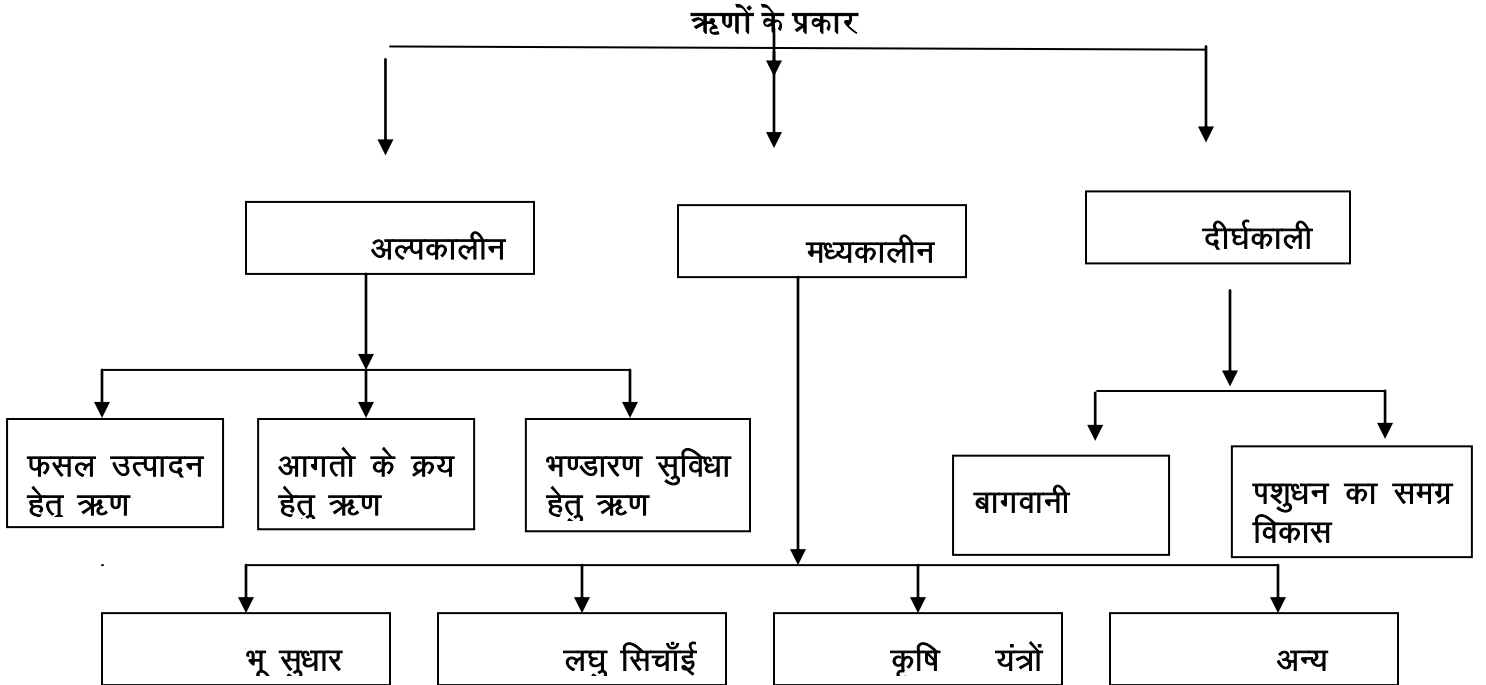 ऋणों के प्रकार
अल्पकालीन
मध्यकालीन
दीर्घकाली
फसल उत्पादन
हेतु ऋण
आगतो के क्रय
हेतु ऋण
भण्डारण सुविधा
हेतु ऋण
बागवानी
पशुधन का समग्र
विकास
भू सुधार
लघु सिचाँई
कृषि यंत्रों
अन्य